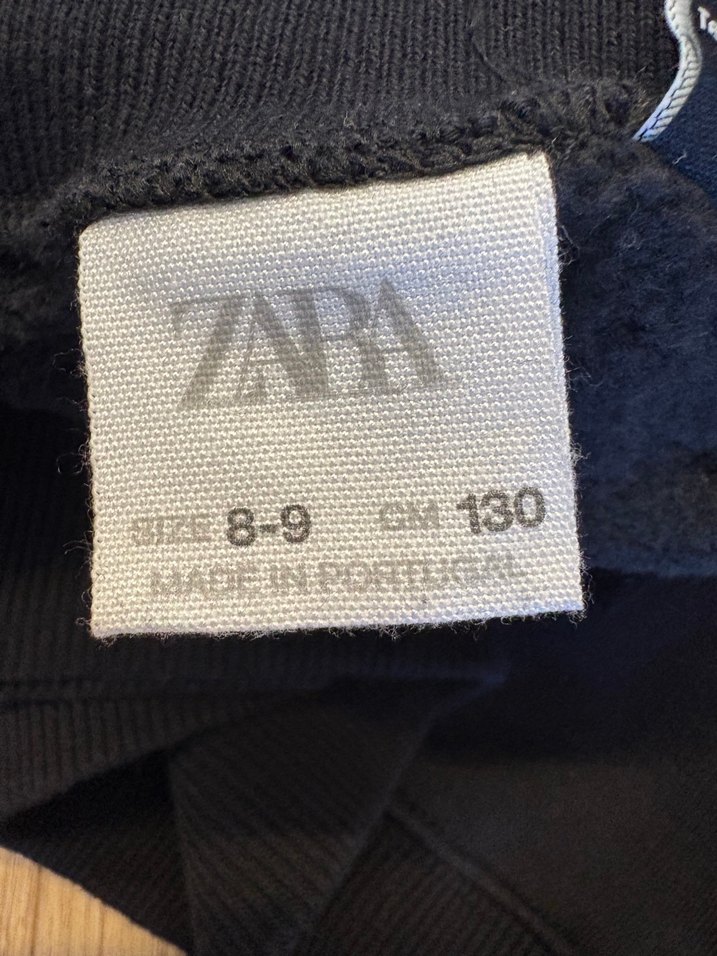 ZARA
SIZE 8-9 CM 130
MADE IN PORTUGAL